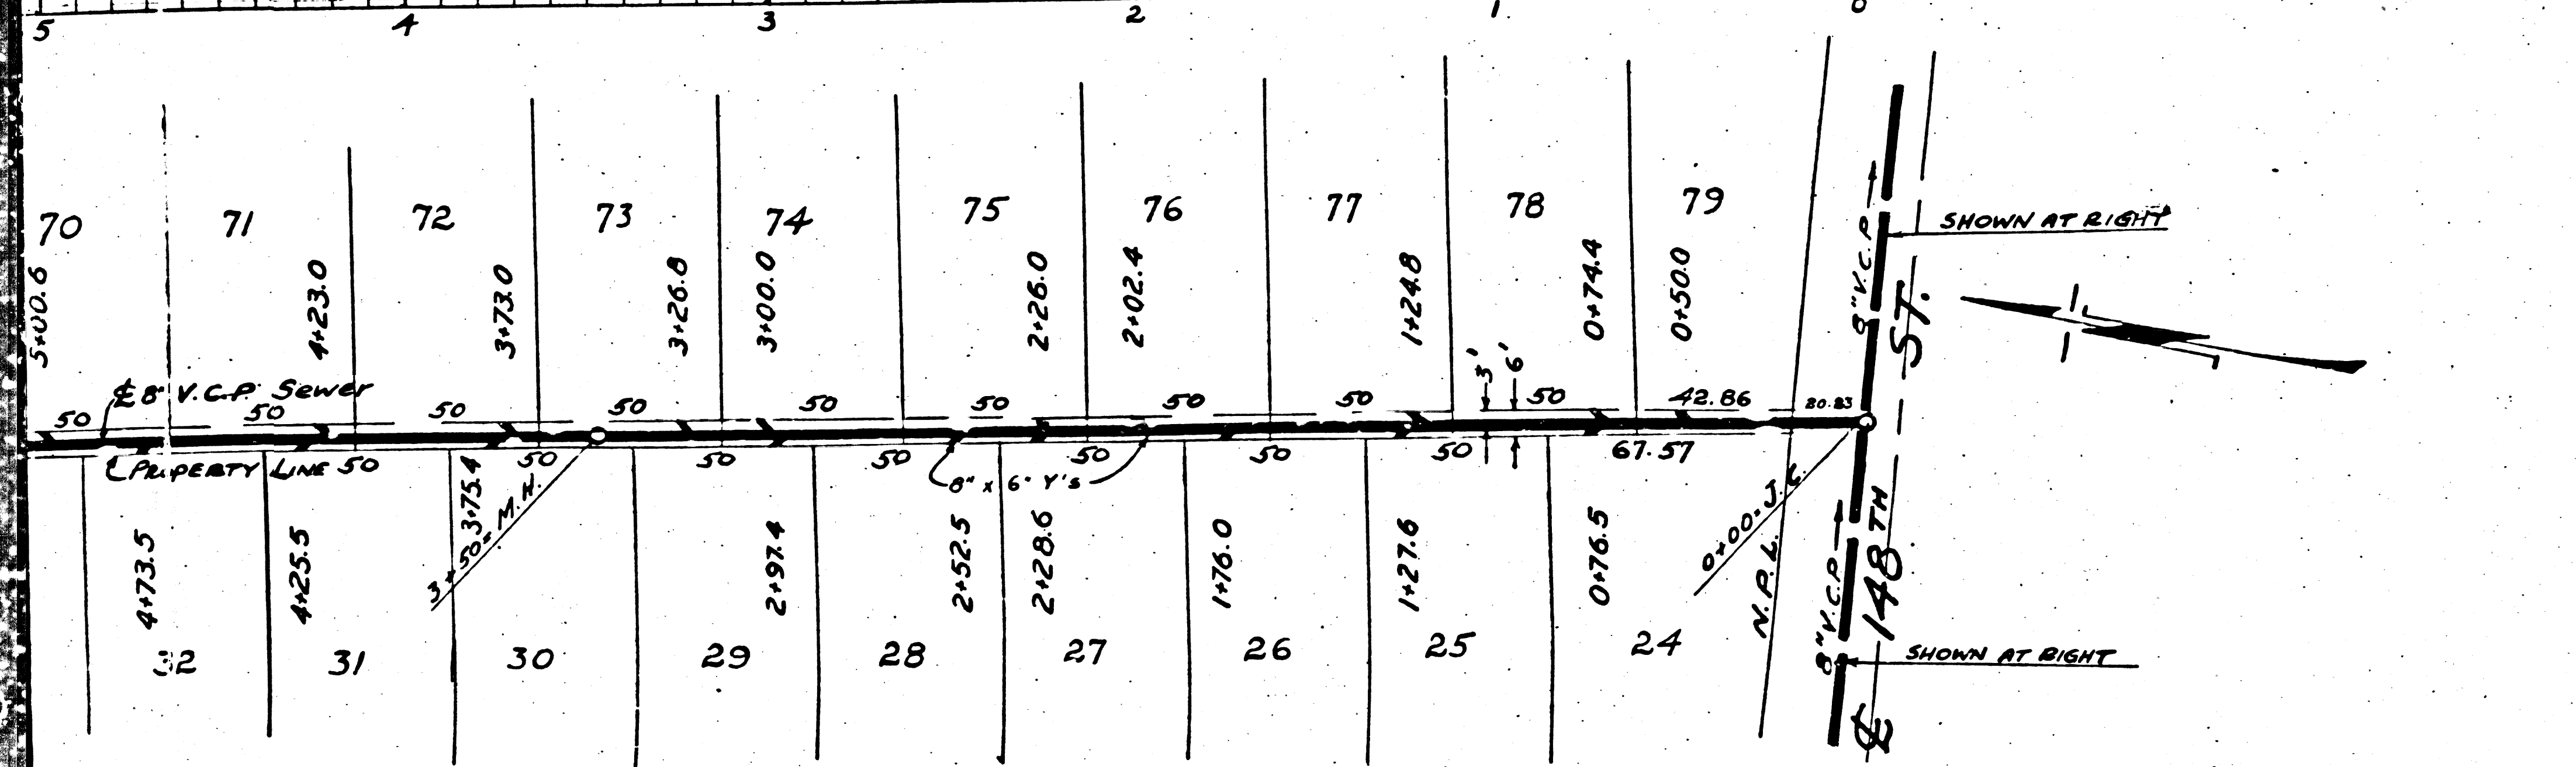 5 4 3 2 1 0
70 71 72 73 74 75 76 77 78 79
5+00.6 4+23.0 3+73.0 3+26.8 3+00.0 2+26.0 2+02.4 1+24.8 0+74.4 0+50.0
8" V.C.P. →
SHOWN AT RIGHT
ST.
3' 6'
℄ 8" V.C.P. Sewer
50 50 50 50 50 50 50 50 50 42.86 20.83
PROPERTY LINE 50 50 50 50 50 50 50 67.57
8" x 6" Y's
4+73.5 4+25.5 3+75.4 2+97.4 2+52.5 2+28.6 1+76.0 1+27.6 0+76.5
3+50= M.H.
0+00=
N.P.L.
148TH
8" V.C.P. →
32 31 30 29 28 27 26 25 24
SHOWN AT RIGHT
℄